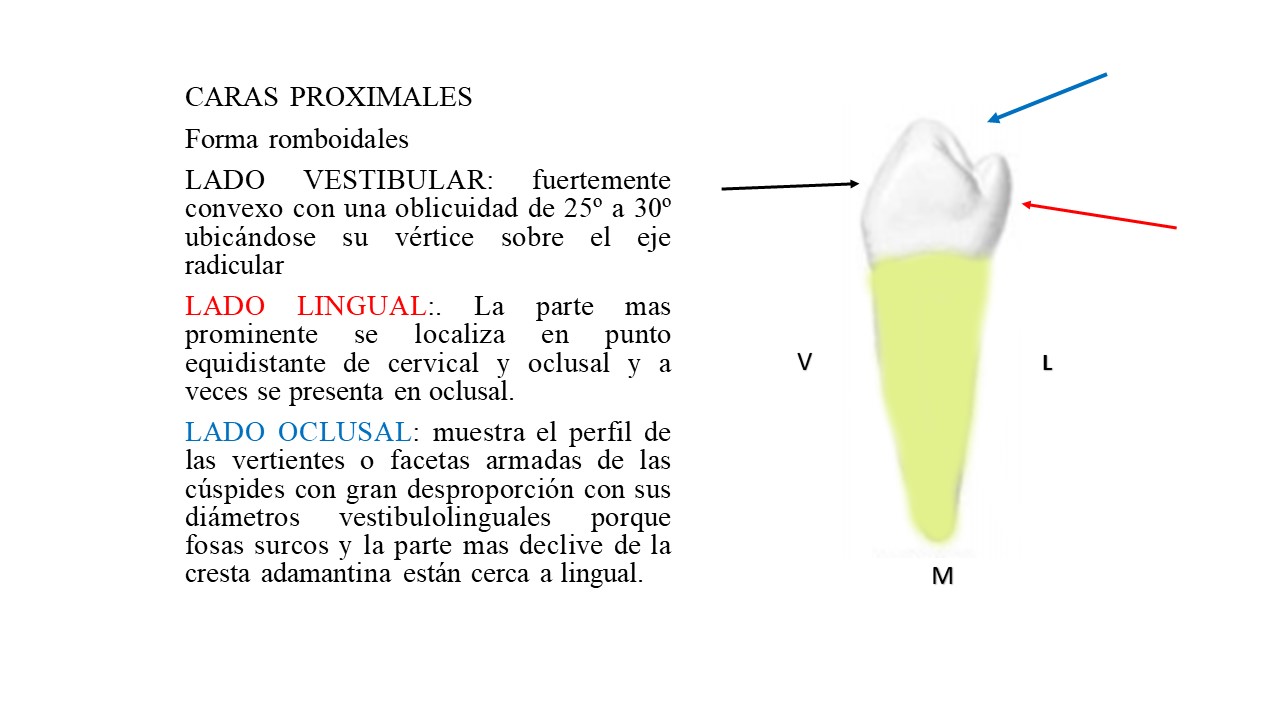 CARAS PROXIMALES
Forma romboidales
LADO VESTIBULAR: fuertemente
convexo con una oblicuidad de 25º a 30º
ubicándose su vértice sobre el eje
radicular
LADO LINGUAL:. La parte mas
prominente se localiza en punto
equidistante de cervical y oclusal y a
veces se presenta en oclusal.
LADO OCLUSAL: muestra el perfil de
las vertientes o facetas armadas de las
cúspides con gran desproporción con sus
diámetros vestibulolinguales porque
fosas surcos y la parte mas declive de la
cresta adamantina están cerca a lingual.
V
L
M